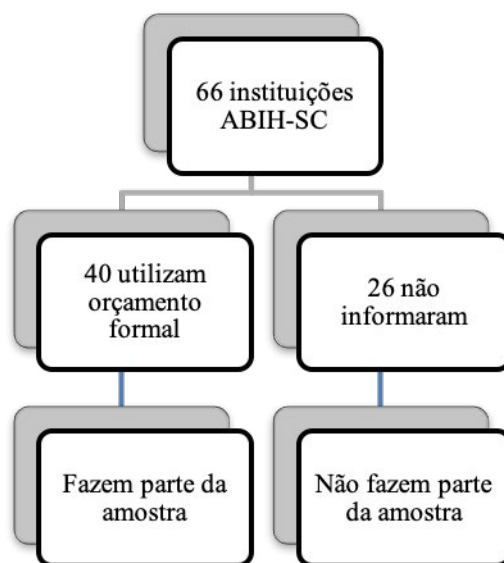 66 instituições
ABIH-SC
40 utilizam
orçamento
formal
26 não
informaram
Fazem parte da
amostra
Não fazem parte
da amostra